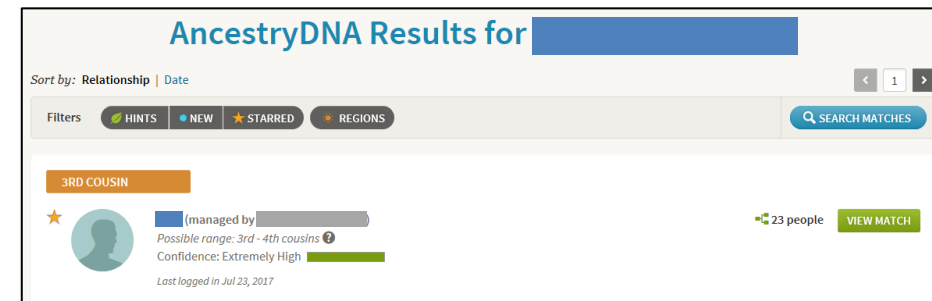 AncestryDNA Results for
Sort by: Relationship | Date
1
Filters HINTS NEW STARRED REGIONS SEARCH MATCHES
3RD COUSIN
(managed by )
23 people VIEW MATCH
Possible range: 3rd - 4th cousins ?
Confidence: Extremely High
Last logged in Jul 23, 2017